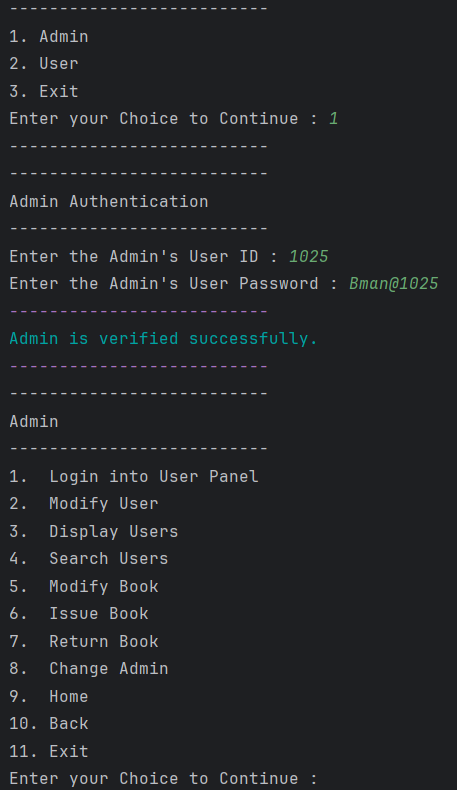 --------------------------
1. Admin
2. User
3. Exit
Enter your Choice to Continue : 1
--------------------------
--------------------------
Admin Authentication
--------------------------
Enter the Admin's User ID : 1025
Enter the Admin's User Password : Bman@1025
--------------------------
Admin is verified successfully.
--------------------------
--------------------------
Admin
--------------------------
1.  Login into User Panel
2.  Modify User
3.  Display Users
4.  Search Users
5.  Modify Book
6.  Issue Book
7.  Return Book
8.  Change Admin
9.  Home
10. Back
11. Exit
Enter your Choice to Continue :